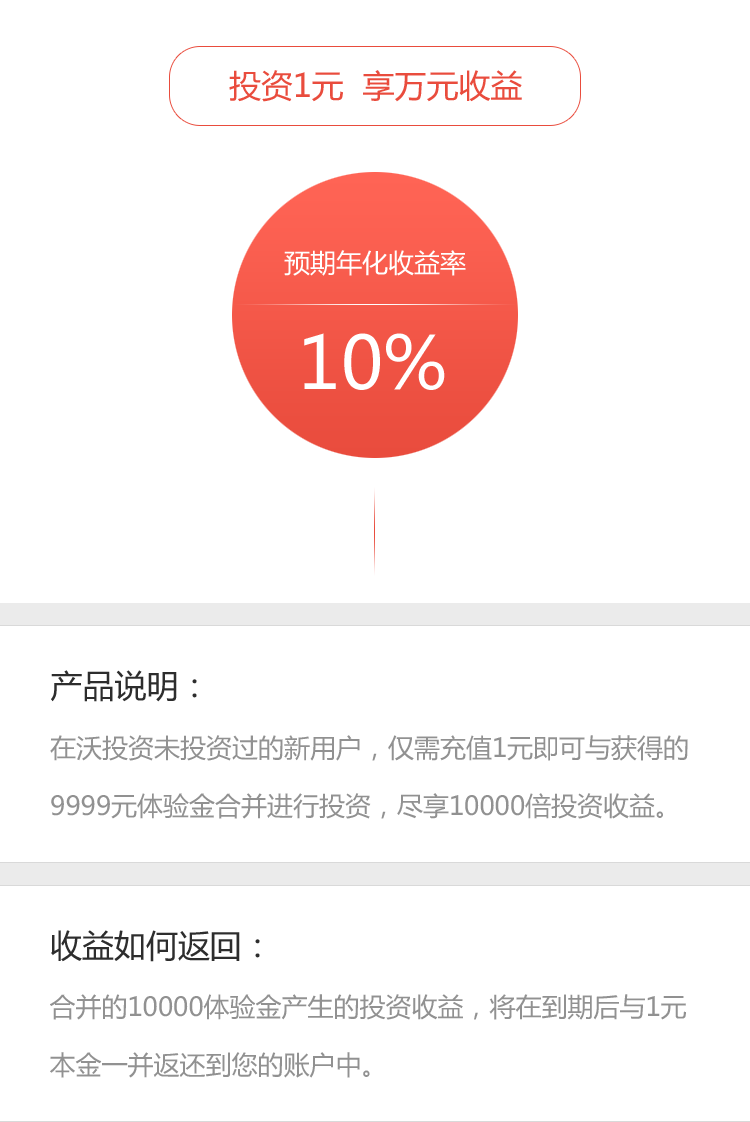 投资1元 享万元收益
预期年化收益率
10%
产品说明：
在沃投资未投资过的新用户，仅需充值1元即可与获得的
9999元体验金合并进行投资，尽享10000倍投资收益。
收益如何返回：
合并的10000体验金产生的投资收益，将在到期后与1元
本金一并返还到您的账户中。